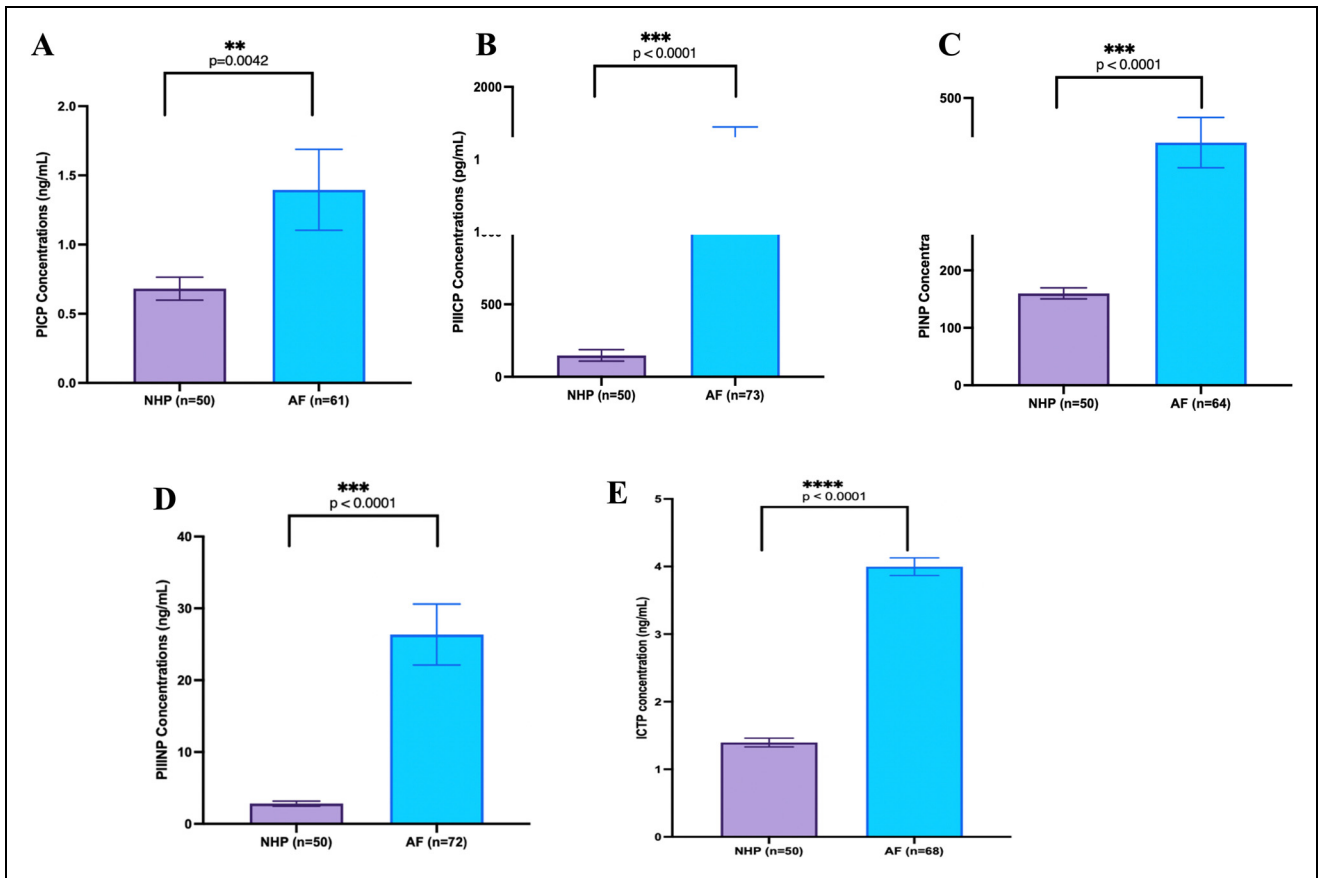 A
**
p=0.0042
2.0
1.5
1.0
0.5
0.0
PICP Concentrations (ng/mL)
NHP (n=50)
AF (n=61)
B
***
p < 0.0001
2000
1
1
500
0
PIIICP Concentrations (pg/mL)
NHP (n=50)
AF (n=73)
C
***
p < 0.0001
500
200
100
0
PINP Concentra
NHP (n=50)
AF (n=64)
D
***
p < 0.0001
40
30
20
10
0
PIIINP Concentrations (ng/mL)
NHP (n=50)
AF (n=72)
E
****
p < 0.0001
5
4
3
2
1
0
ICTP concentration (ng/mL)
NHP (n=50)
AF (n=68)